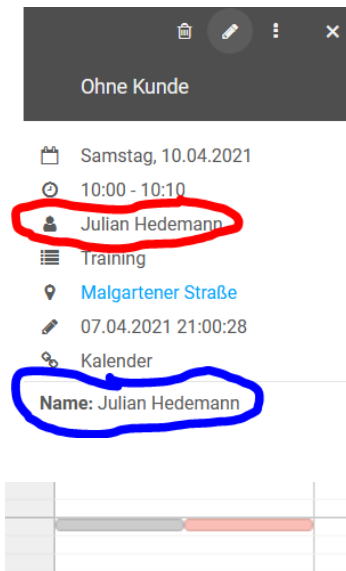 Ohne Kunde
Samstag, 10.04.2021
10:00 - 10:10
Julian Hedemann
Training
Malgartener Straße
07.04.2021 21:00:28
Kalender
Name: Julian Hedemann